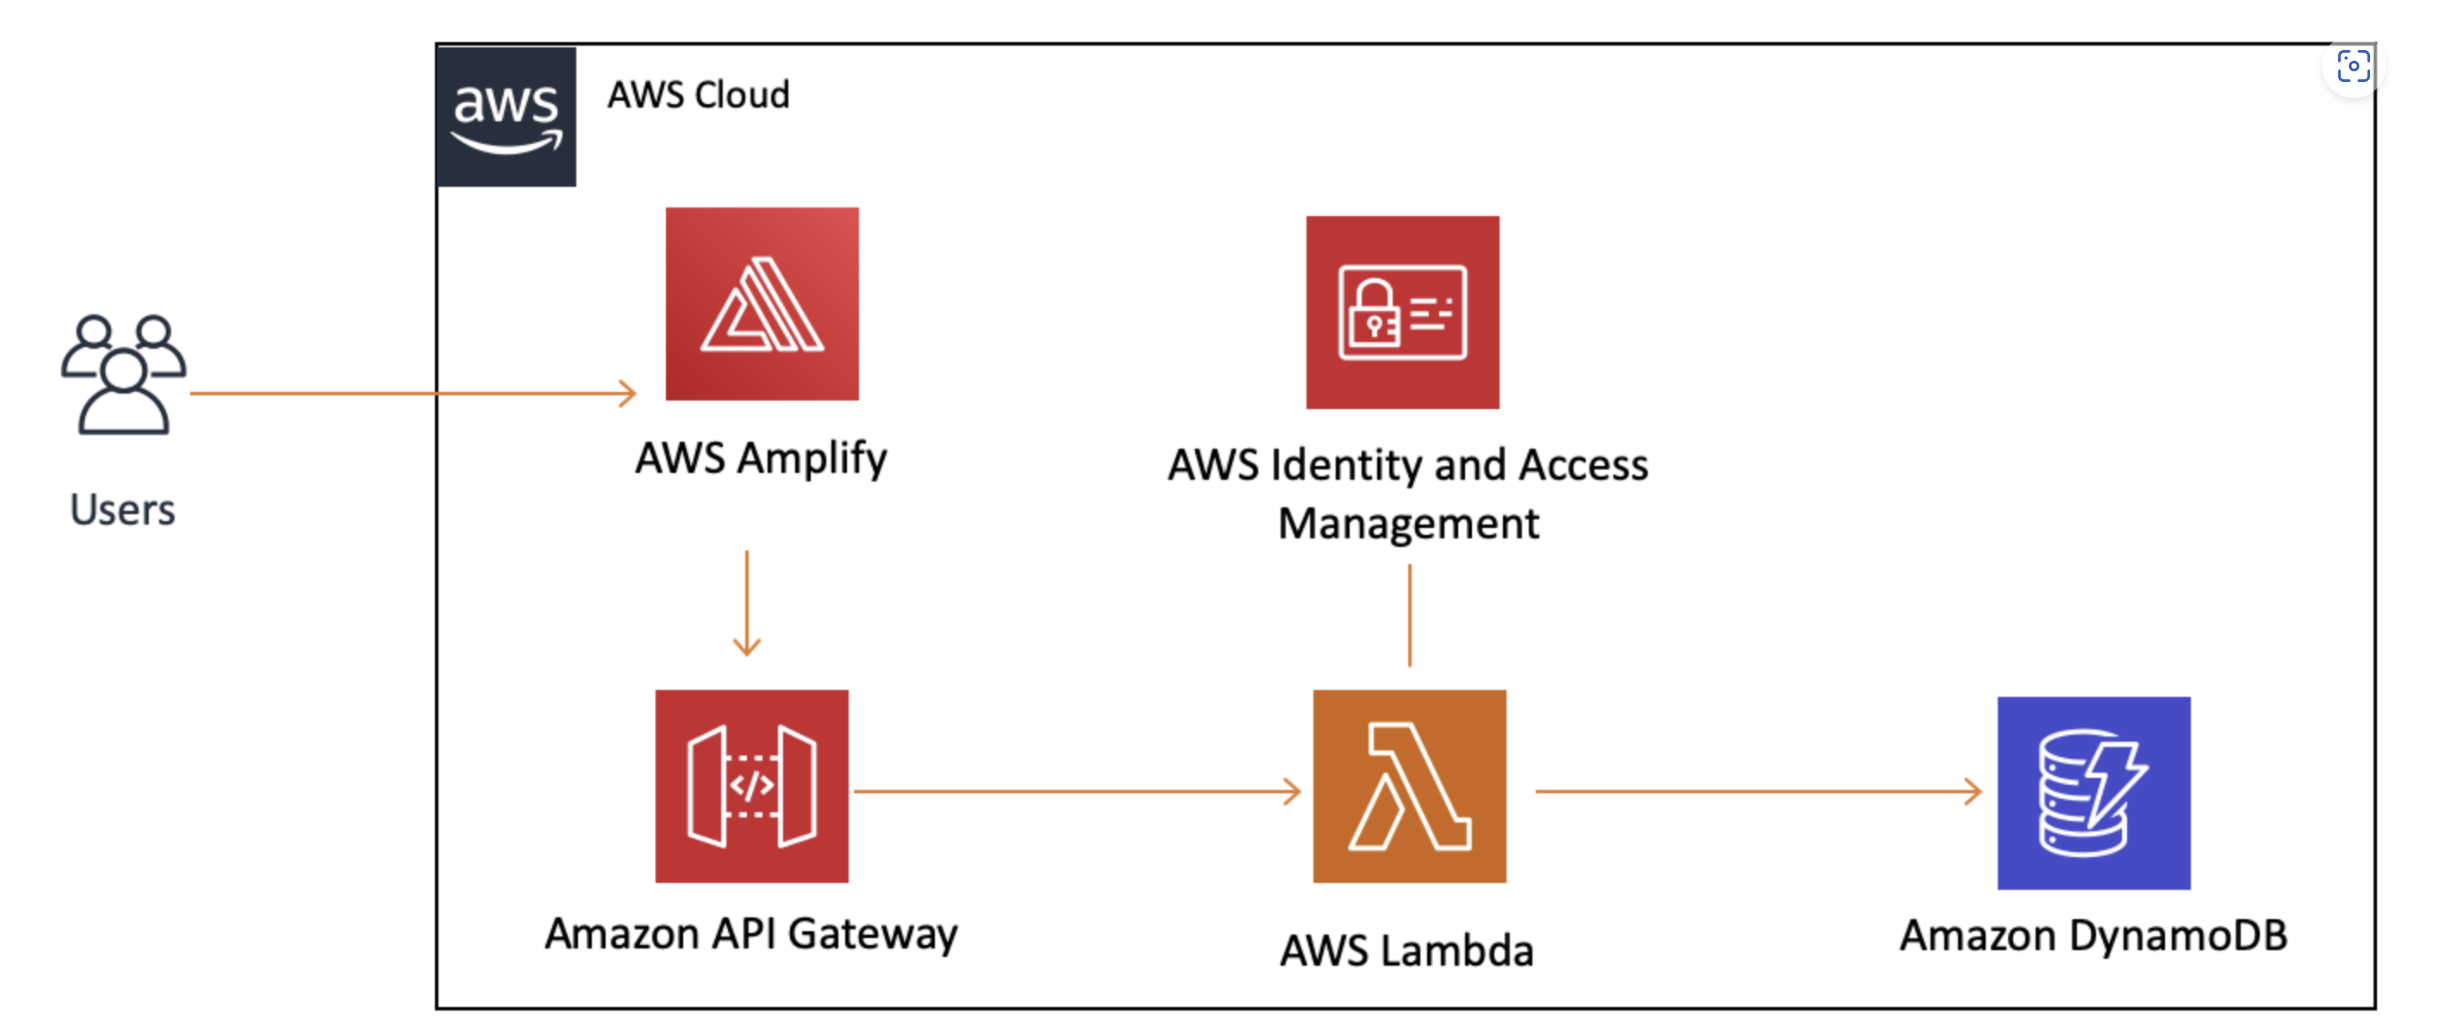 aws
AWS Cloud
AWS Amplify
AWS Identity and Access
Management
Users
</>
Amazon API Gateway
AWS Lambda
Amazon DynamoDB